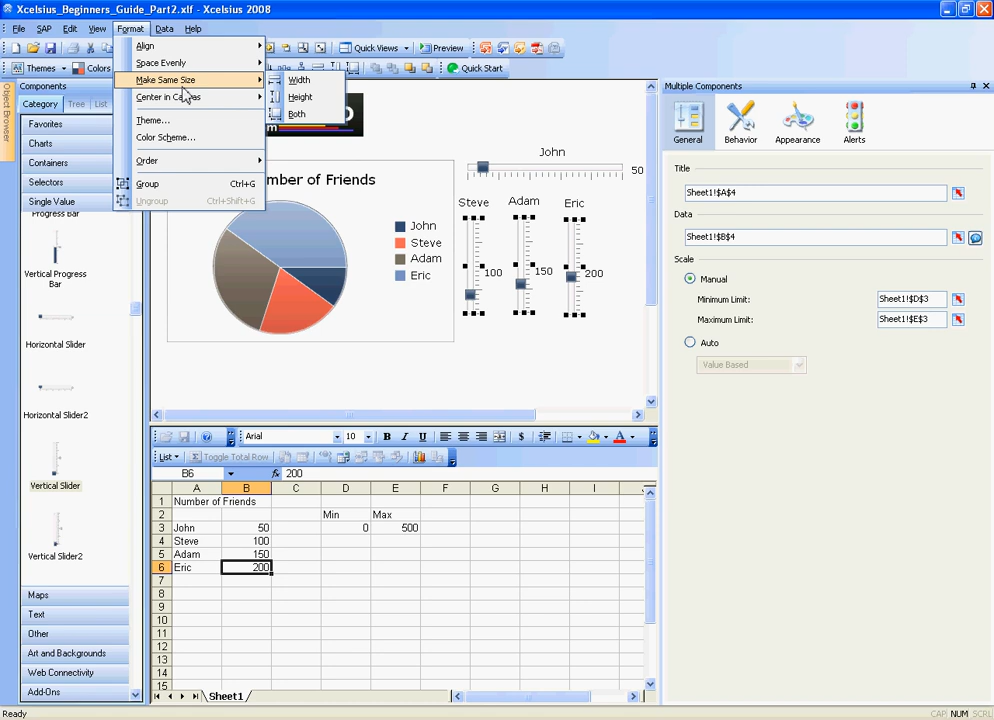 Xcelsius_Beginners_Guide_Part2.xlf - Xcelsius 2008
File SAP Edit View Format Data Help
Quick Views Preview
Themes Colors Quick Start
Align
Space Evenly
Make Same Size
Center in Canvas
Theme...
Color Scheme...
Order
Group Ctrl+G
Ungroup Ctrl+Shift+G
Width
Height
Both
Object Browser
Components
Category Tree List
Favorites
Charts
Containers
Selectors
Single Value
Progress Bar
Vertical Progress
Bar
Horizontal Slider
Horizontal Slider2
Vertical Slider
Vertical Slider2
Maps
Text
Other
Art and Backgrounds
Web Connectivity
Add-Ons
mber of Friends
John
Steve
Adam
Eric
John
50
Steve Adam Eric
100 150 200
Multiple Components
General Behavior Appearance Alerts
Title
Sheet1!$A$4
Data
Sheet1!$B$4
Scale
Manual
Minimum Limit: Sheet1!$D$3
Maximum Limit: Sheet1!$E$3
Auto
Value Based
Arial 10 B I U $ A
List Σ Toggle Total Row
B6 fx 200
A B C D E F G H I
1 Number of Friends
2 Min Max
3 John 50 0 500
4 Steve 100
5 Adam 150
6 Eric 200
7
8
9
10
11
12
13
14
15
Sheet1
Ready CAP NUM SCRL